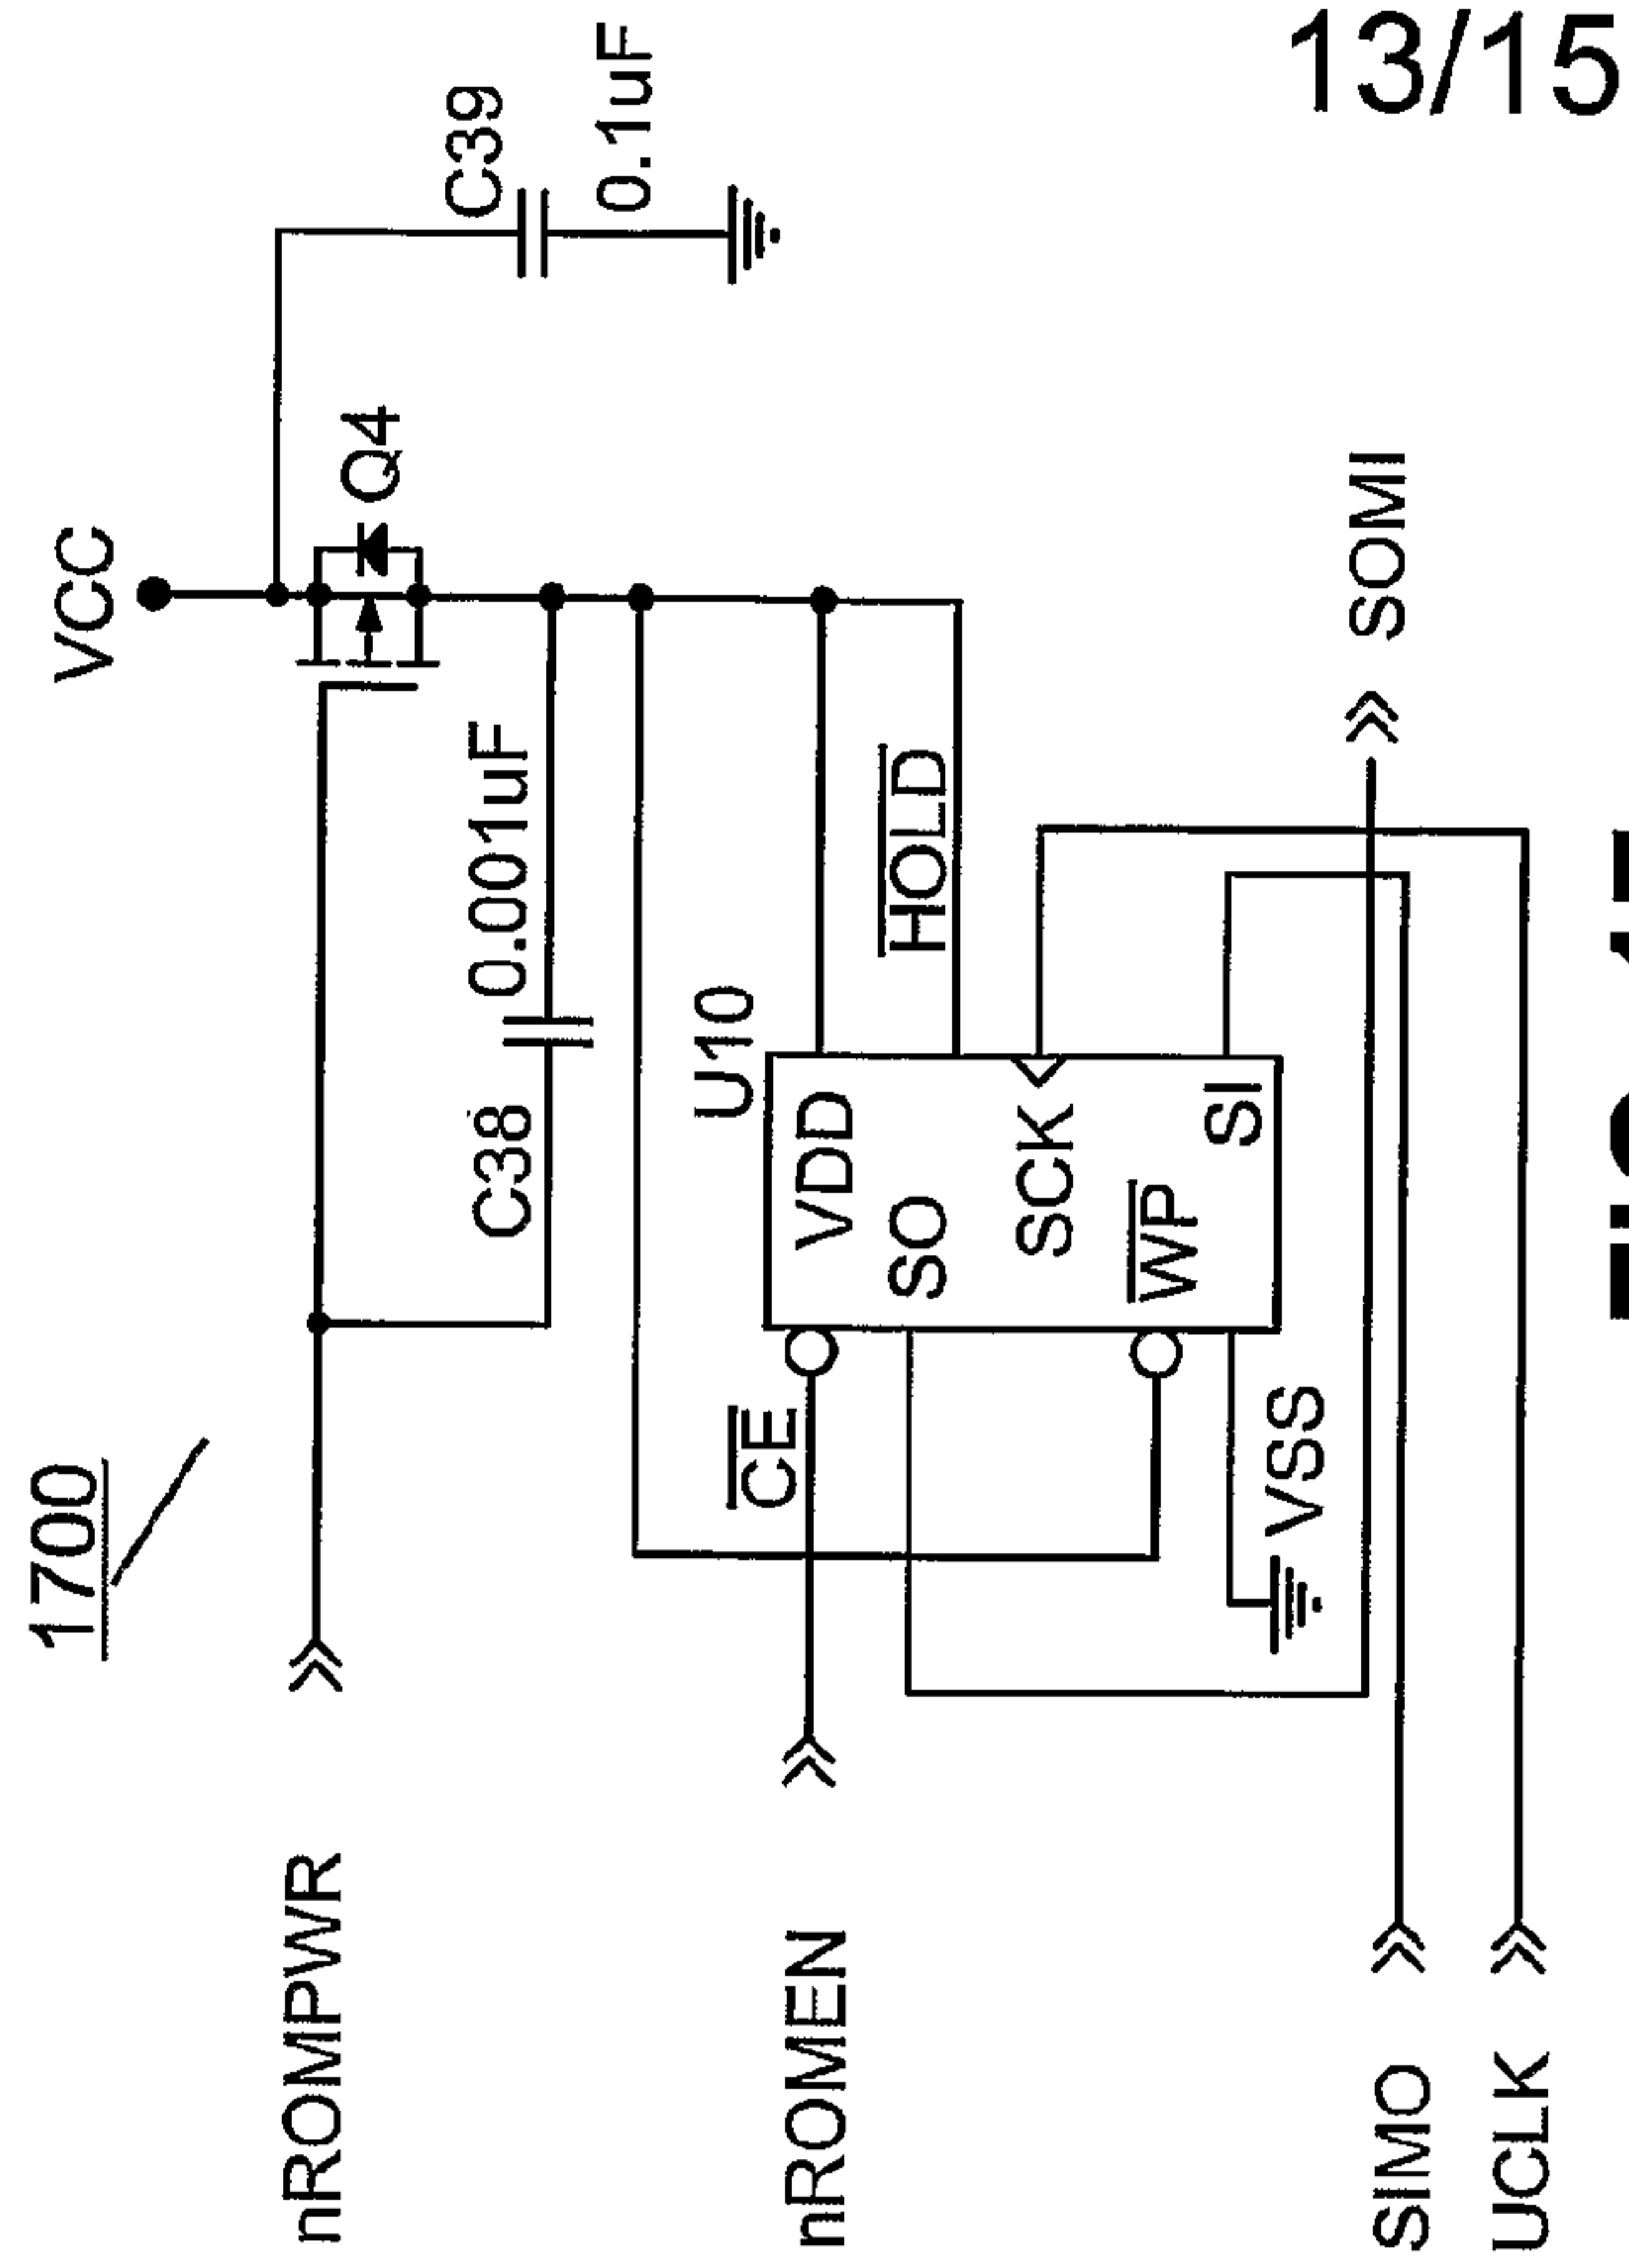 13/15
1700
VCC
Q4
C39
0.1uF
nROMPWR
C38
0.001uF
U10
nROMEN
CE
VDD
HOLD
SO
SCK
WP
SI
VSS
SOMI
SIMO
UCLK